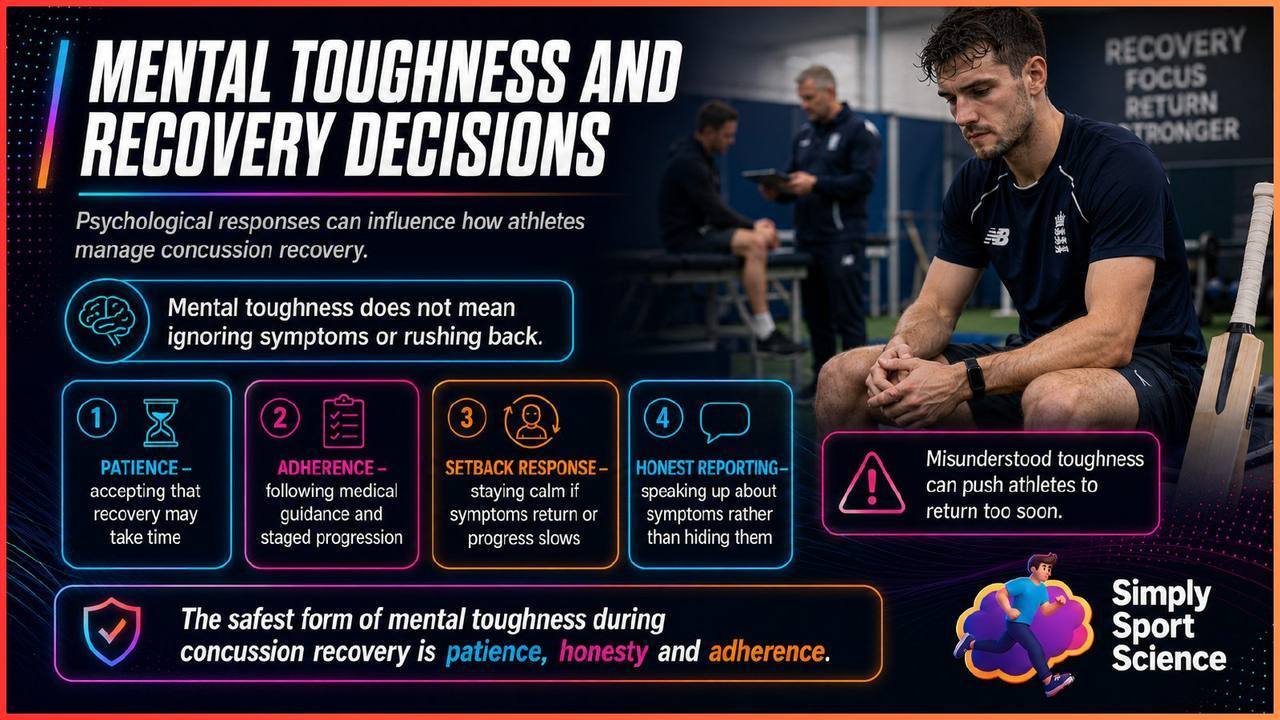 MENTAL TOUGHNESS AND
RECOVERY DECISIONS
Psychological responses can influence how athletes
manage concussion recovery.
Mental toughness does not mean
ignoring symptoms or rushing back.
1
PATIENCE –
accepting that
recovery may
take time
2
ADHERENCE –
following medical
guidance and
staged progression
3
SETBACK RESPONSE–
staying calm if
symptoms return or
progress slows
4
HONEST REPORTING–
speaking up about
symptoms rather
than hiding them
RECOVERY
FOCUS
RETURN
TRONGER
NB
Misunderstood toughness
can push athletes to
return too soon.
The safest form of mental toughness during
concussion recovery is patience, honesty and adherence.
Simply
Sport
Science